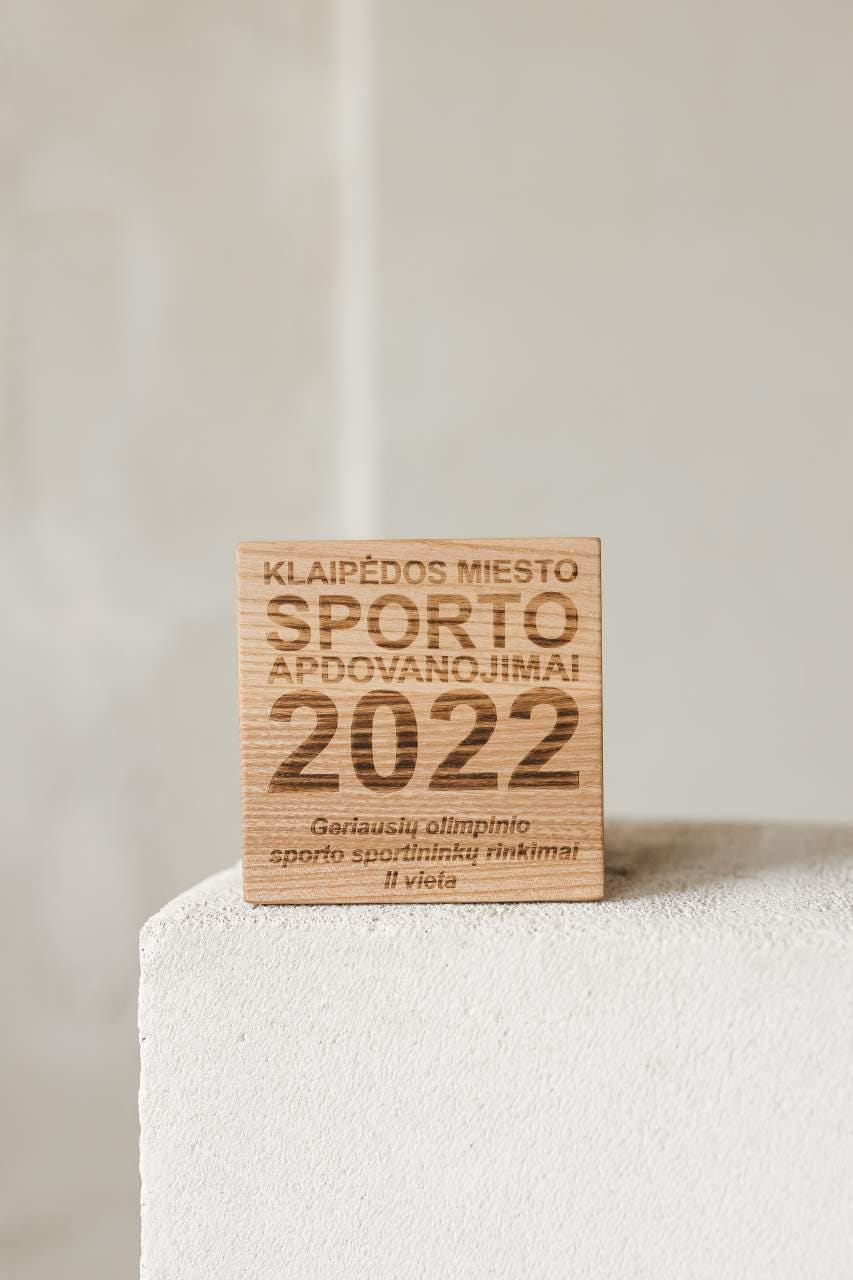 KLAIPĖDOS MIESTO
SPORTO
APDOVANOJIMAI
2022
Geriausių olimpinio
sporto sportininkų rinkimai
II vieta